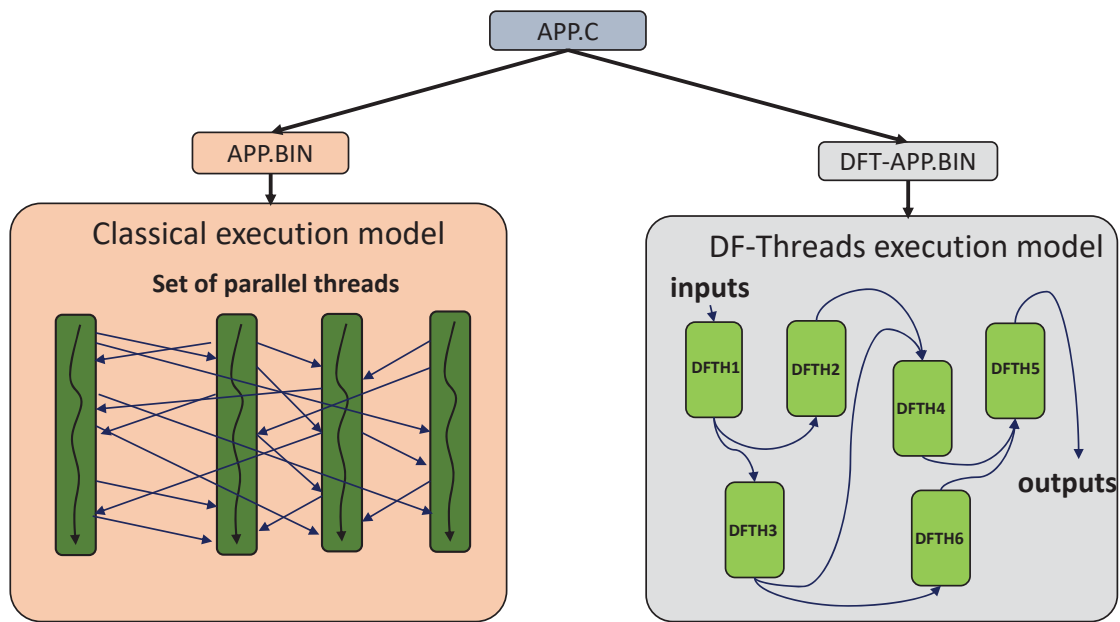 APP.C
APP.BIN
DFT-APP.BIN
Classical execution model
Set of parallel threads
DF-Threads execution model
inputs
DFTH1
DFTH2
DFTH5
DFTH4
outputs
DFTH3
DFTH6